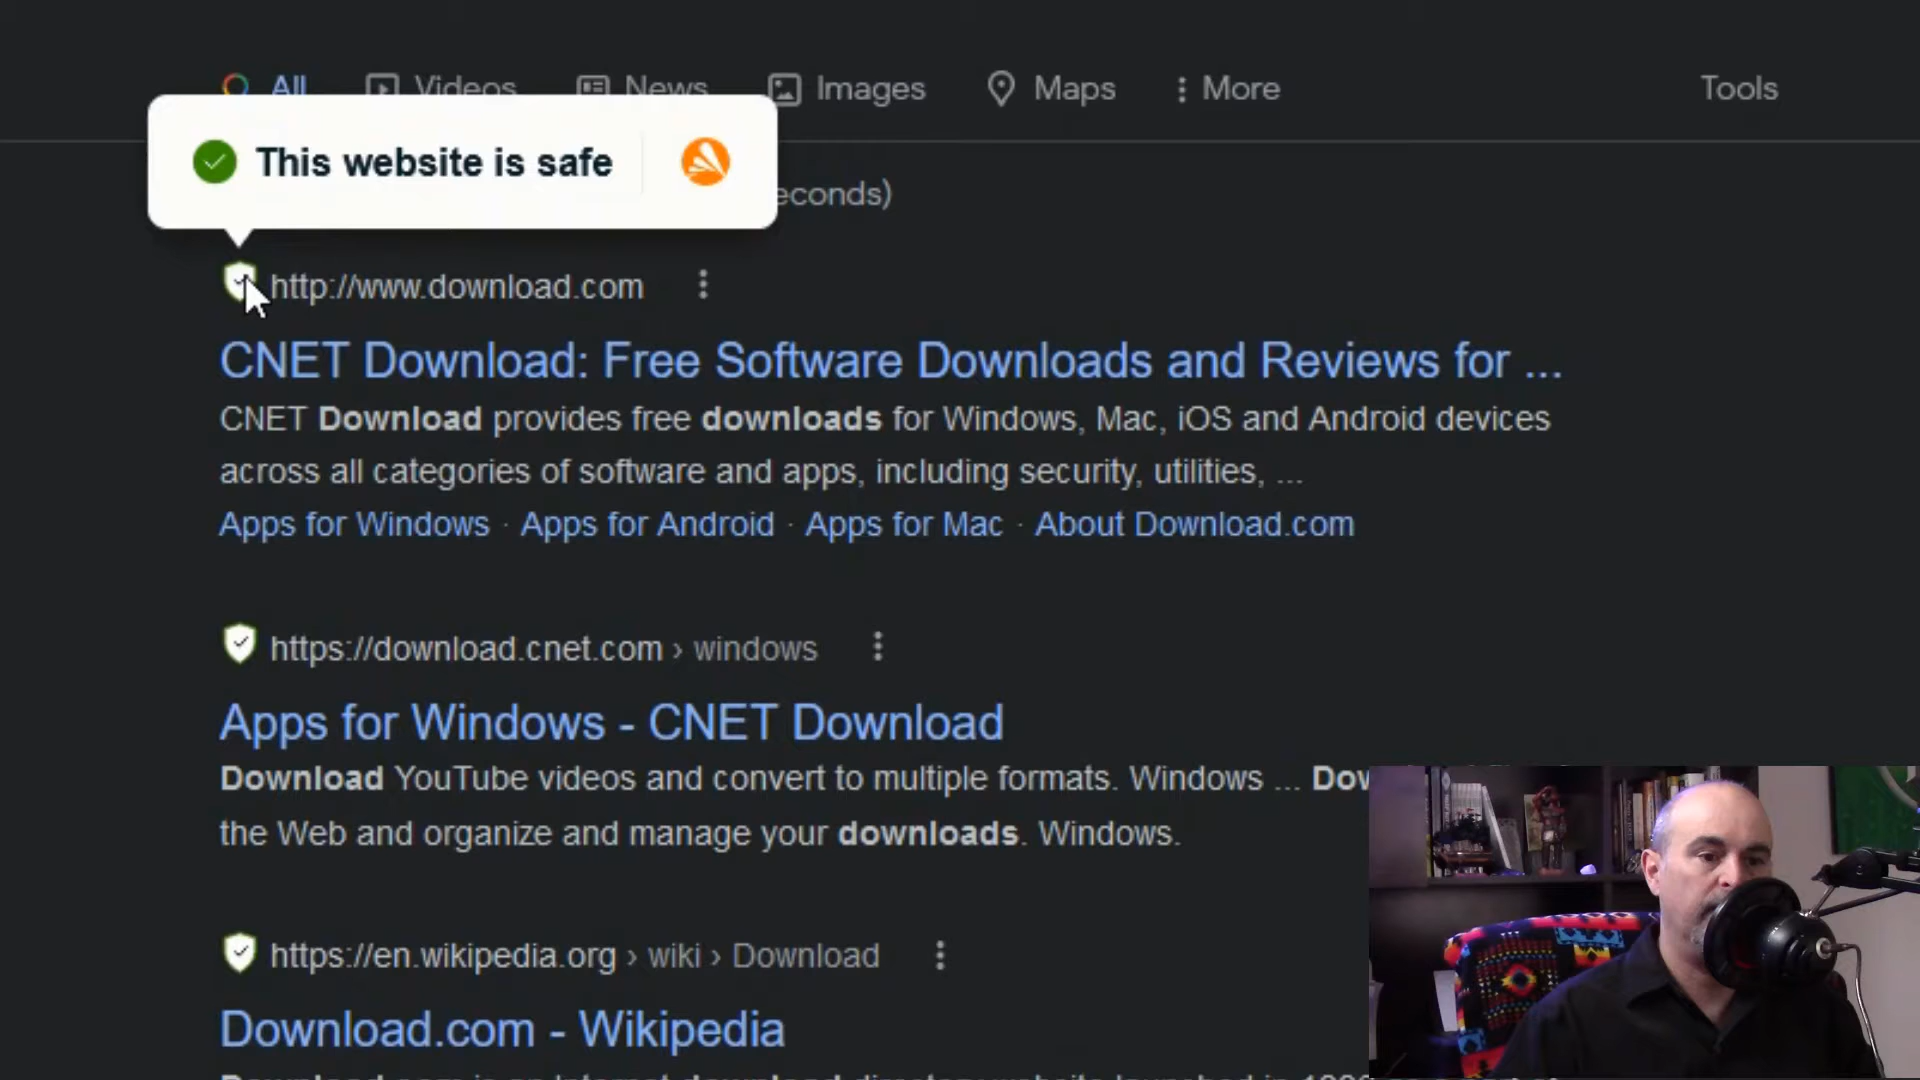 All Videos News Images Maps More Tools
This website is safe
econds)
http://www.download.com
CNET Download: Free Software Downloads and Reviews for ...
CNET Download provides free downloads for Windows, Mac, iOS and Android devices
across all categories of software and apps, including security, utilities, ...
Apps for Windows · Apps for Android · Apps for Mac · About Download.com
https://download.cnet.com › windows
Apps for Windows - CNET Download
Download YouTube videos and convert to multiple formats. Windows ... Dow
the Web and organize and manage your downloads. Windows.
https://en.wikipedia.org › wiki › Download
Download.com - Wikipedia